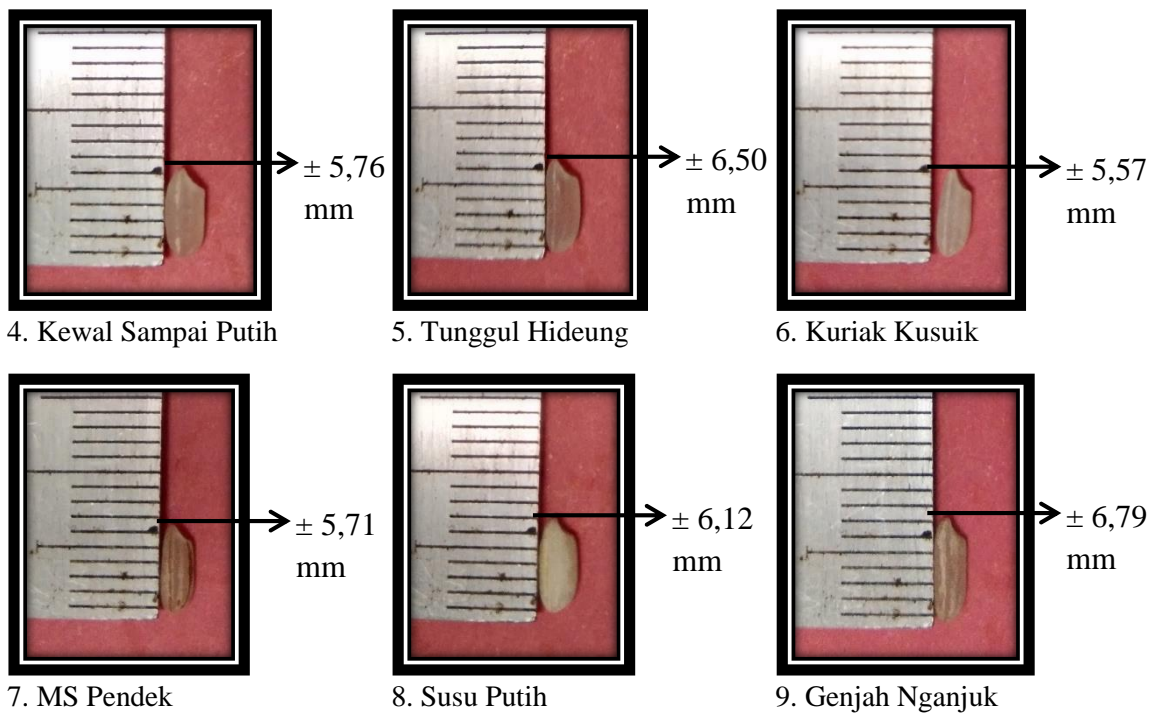 ± 5,76
mm
± 6,50
mm
± 5,57
mm
4. Kewal Sampai Putih
5. Tunggul Hideung
6. Kuriak Kusuik
± 5,71
mm
± 6,12
mm
± 6,79
mm
7. MS Pendek
8. Susu Putih
9. Genjah Nganjuk